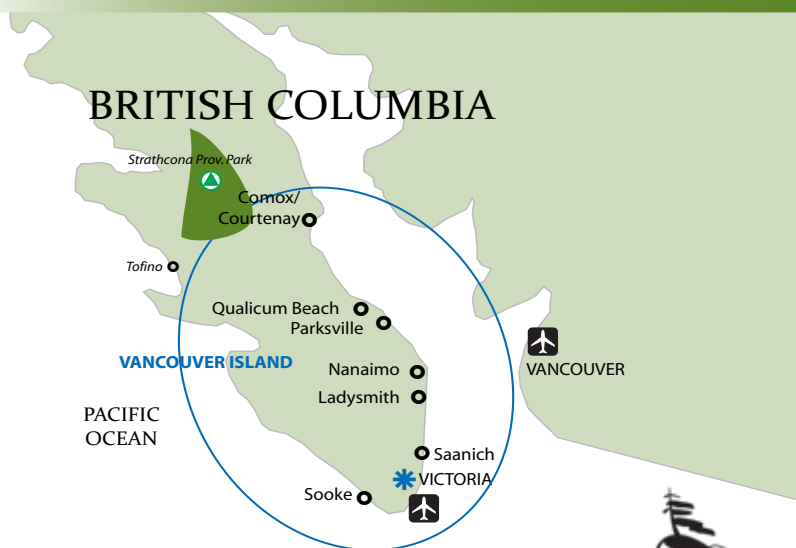 BRITISH COLUMBIA
Strathcona Prov. Park
Comox/
Courtenay
Tofino
Qualicum Beach
Parksville
VANCOUVER ISLAND
Nanaimo
VANCOUVER
Ladysmith
PACIFIC
OCEAN
Saanich
VICTORIA
Sooke